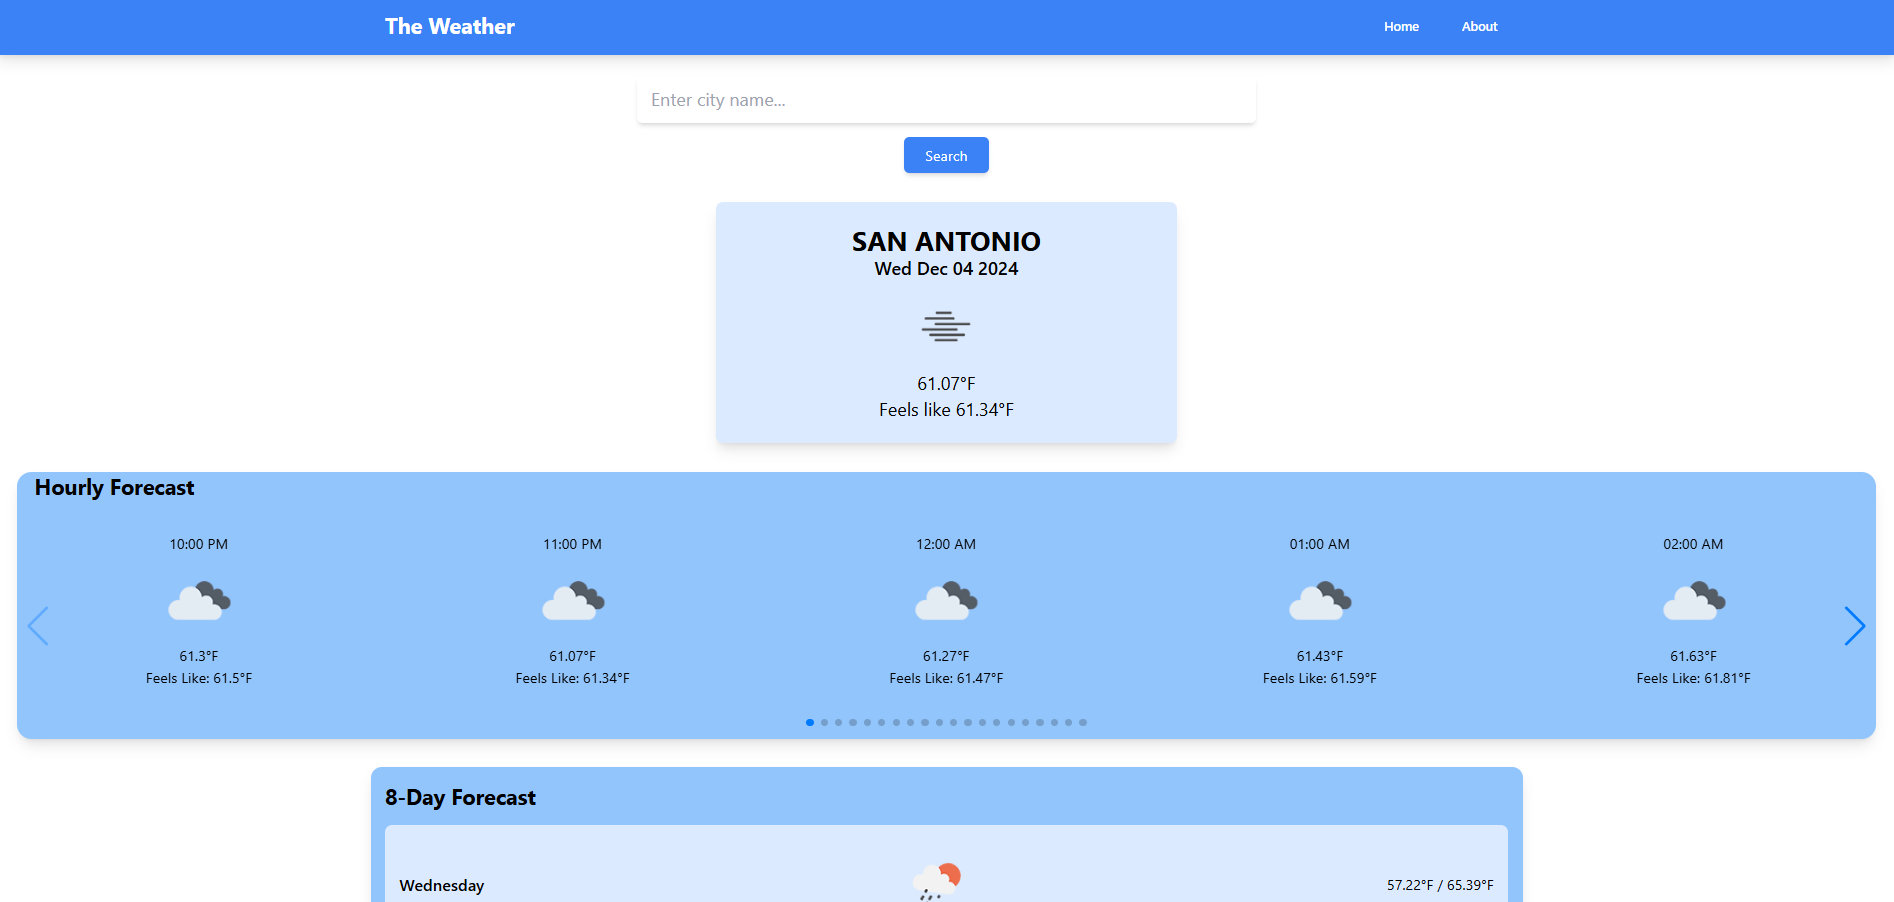 The Weather
Home
About
Enter city name...
Search
SAN ANTONIO
Wed Dec 04 2024
61.07°F
Feels like 61.34°F
Hourly Forecast
10:00 PM
61.3°F
Feels Like: 61.5°F
11:00 PM
61.07°F
Feels Like: 61.34°F
12:00 AM
61.27°F
Feels Like: 61.47°F
01:00 AM
61.43°F
Feels Like: 61.59°F
02:00 AM
61.63°F
Feels Like: 61.81°F
8-Day Forecast
Wednesday
57.22°F / 65.39°F